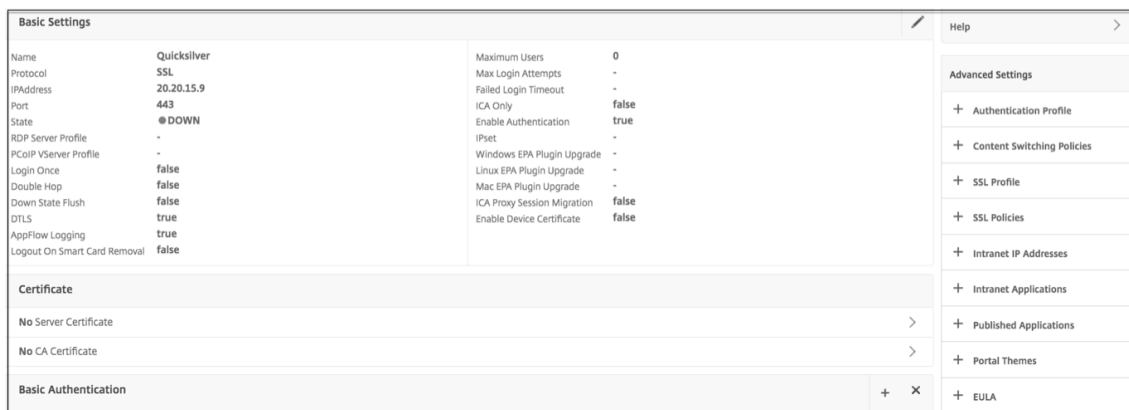 Basic Settings
Name Quicksilver
Protocol SSL
IPAddress 20.20.15.9
Port 443
State DOWN
RDP Server Profile -
PCoIP VServer Profile -
Login Once false
Double Hop false
Down State Flush false
DTLS true
AppFlow Logging true
Logout On Smart Card Removal false
Maximum Users 0
Max Login Attempts -
Failed Login Timeout -
ICA Only false
Enable Authentication true
IPset -
Windows EPA Plugin Upgrade -
Linux EPA Plugin Upgrade -
Mac EPA Plugin Upgrade -
ICA Proxy Session Migration false
Enable Device Certificate false
Certificate
No Server Certificate
No CA Certificate
Basic Authentication
Help
Advanced Settings
+ Authentication Profile
+ Content Switching Policies
+ SSL Profile
+ SSL Policies
+ Intranet IP Addresses
+ Intranet Applications
+ Published Applications
+ Portal Themes
+ EULA